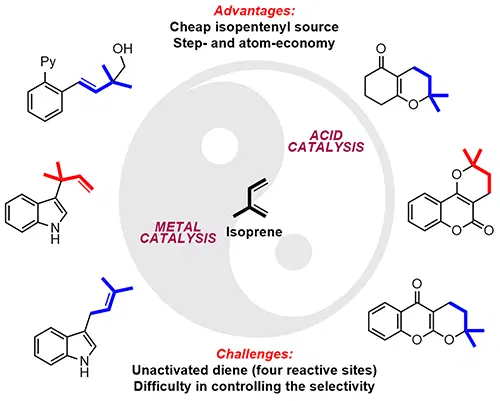 Advantages:
Cheap isopentenyl source
Step- and atom-economy
Py
OH
O
O
ACID
CATALYSIS
O
O
O
N
H
METAL
CATALYSIS
Isoprene
O
O
O
N
H
Challenges:
Unactivated diene (four reactive sites)
Difficulty in controlling the selectivity